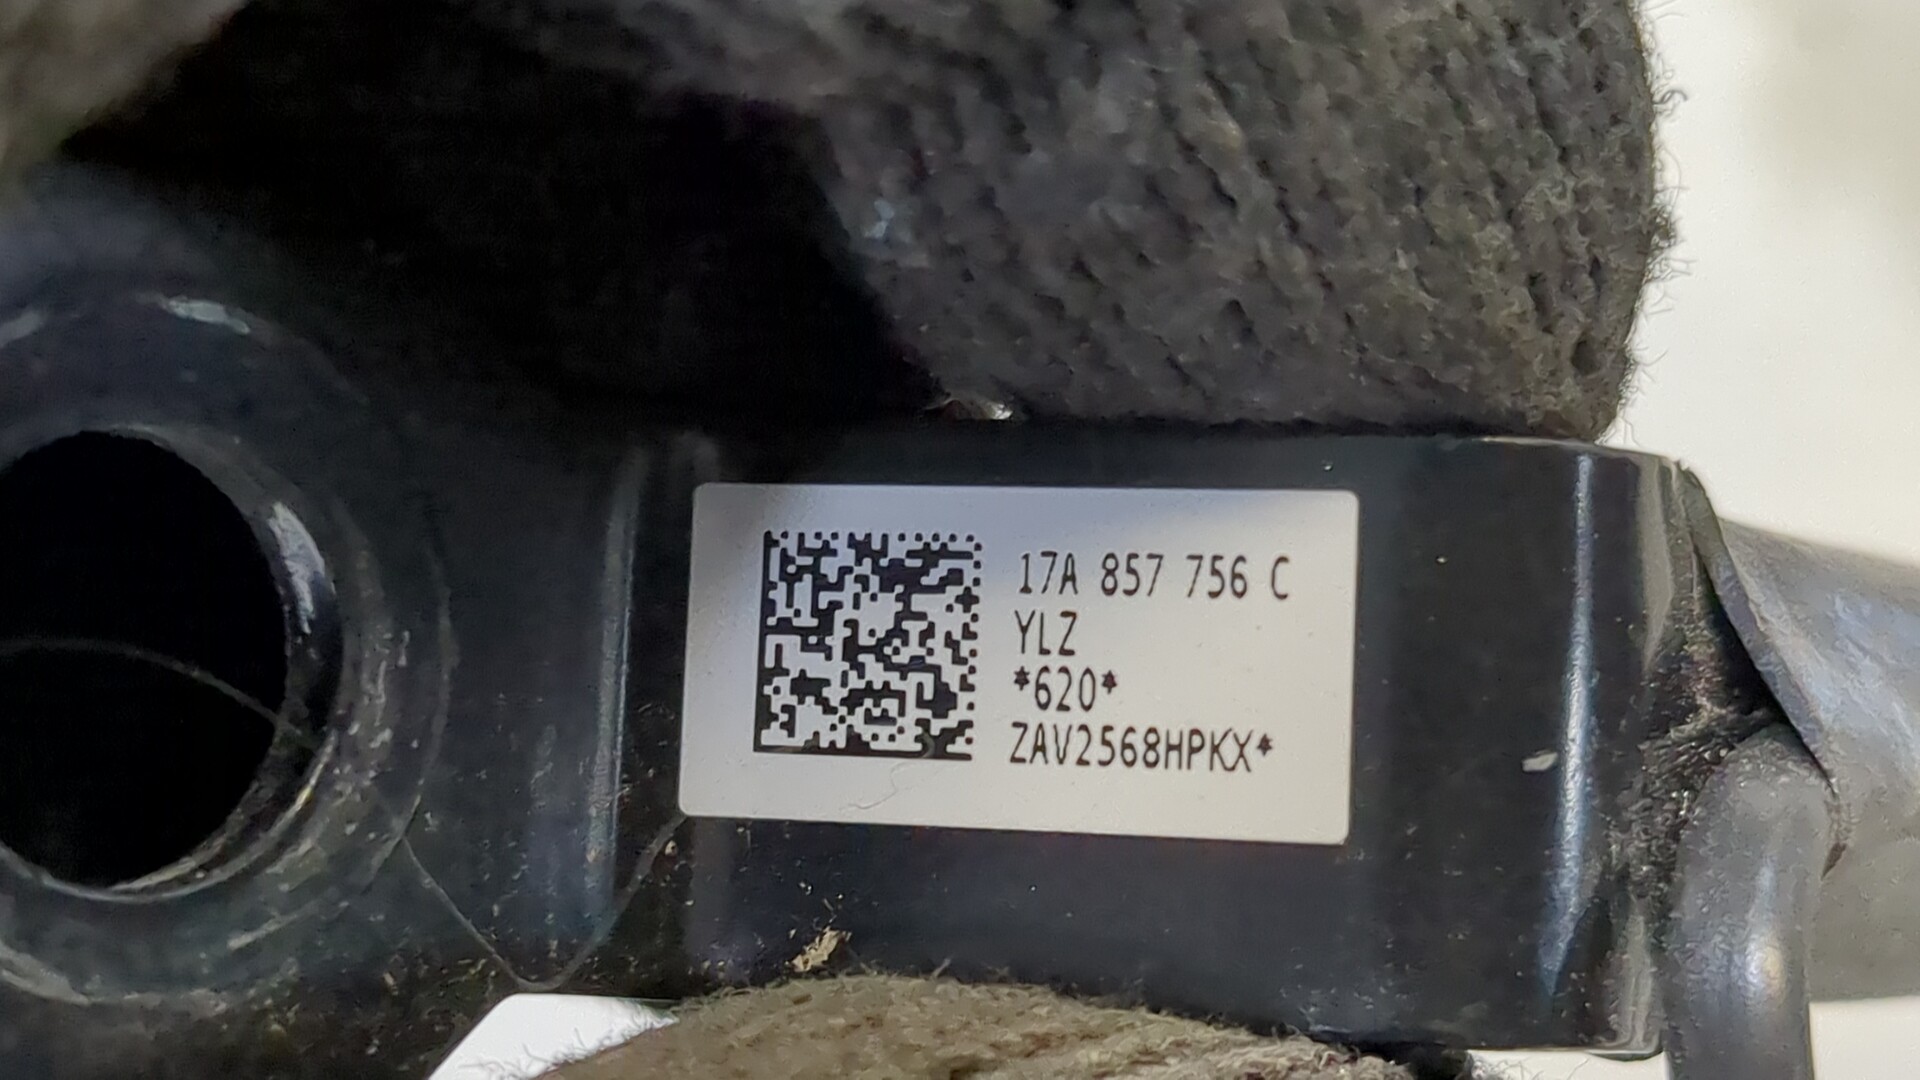 17A 857 756 C
YLZ
*620*
ZAV2568HPKX*